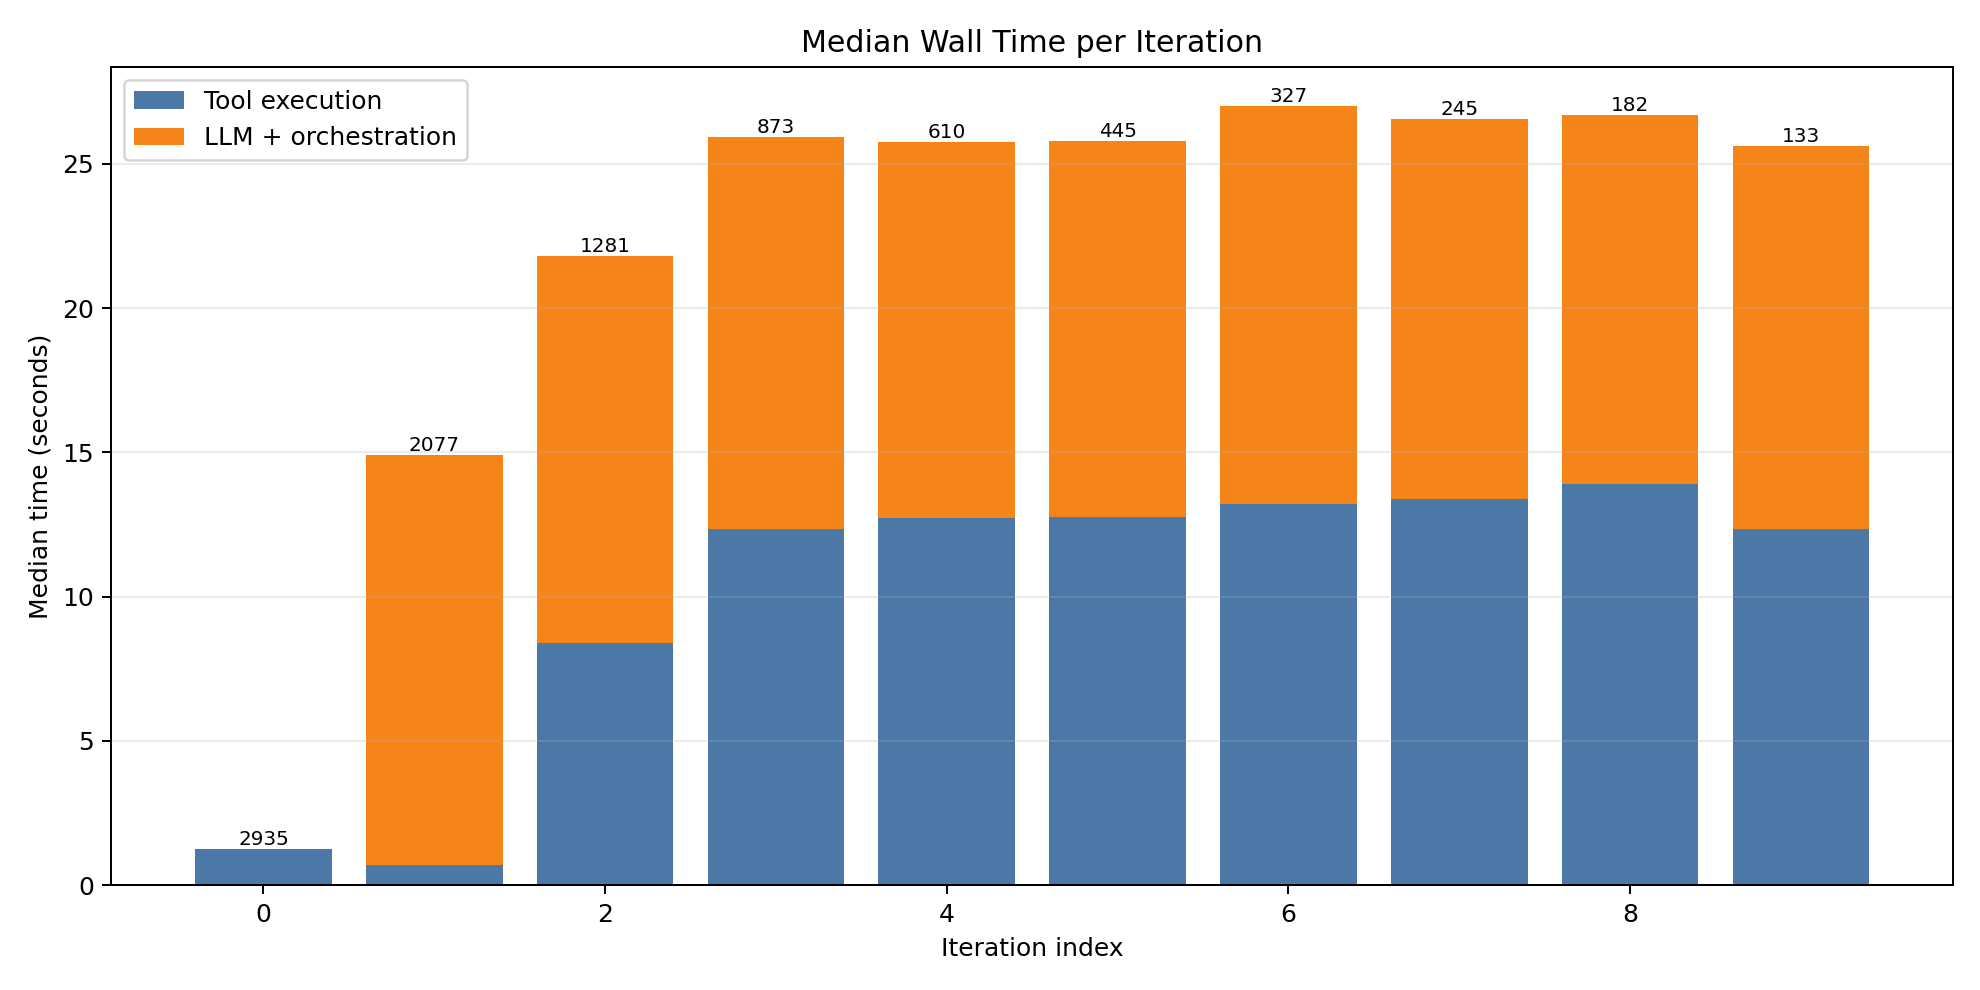 Median Wall Time per Iteration
Tool execution
LLM + orchestration
2935
2077
1281
873
610
445
327
245
182
133
Median time (seconds)
25
20
15
10
5
0
0 2 4 6 8
Iteration index